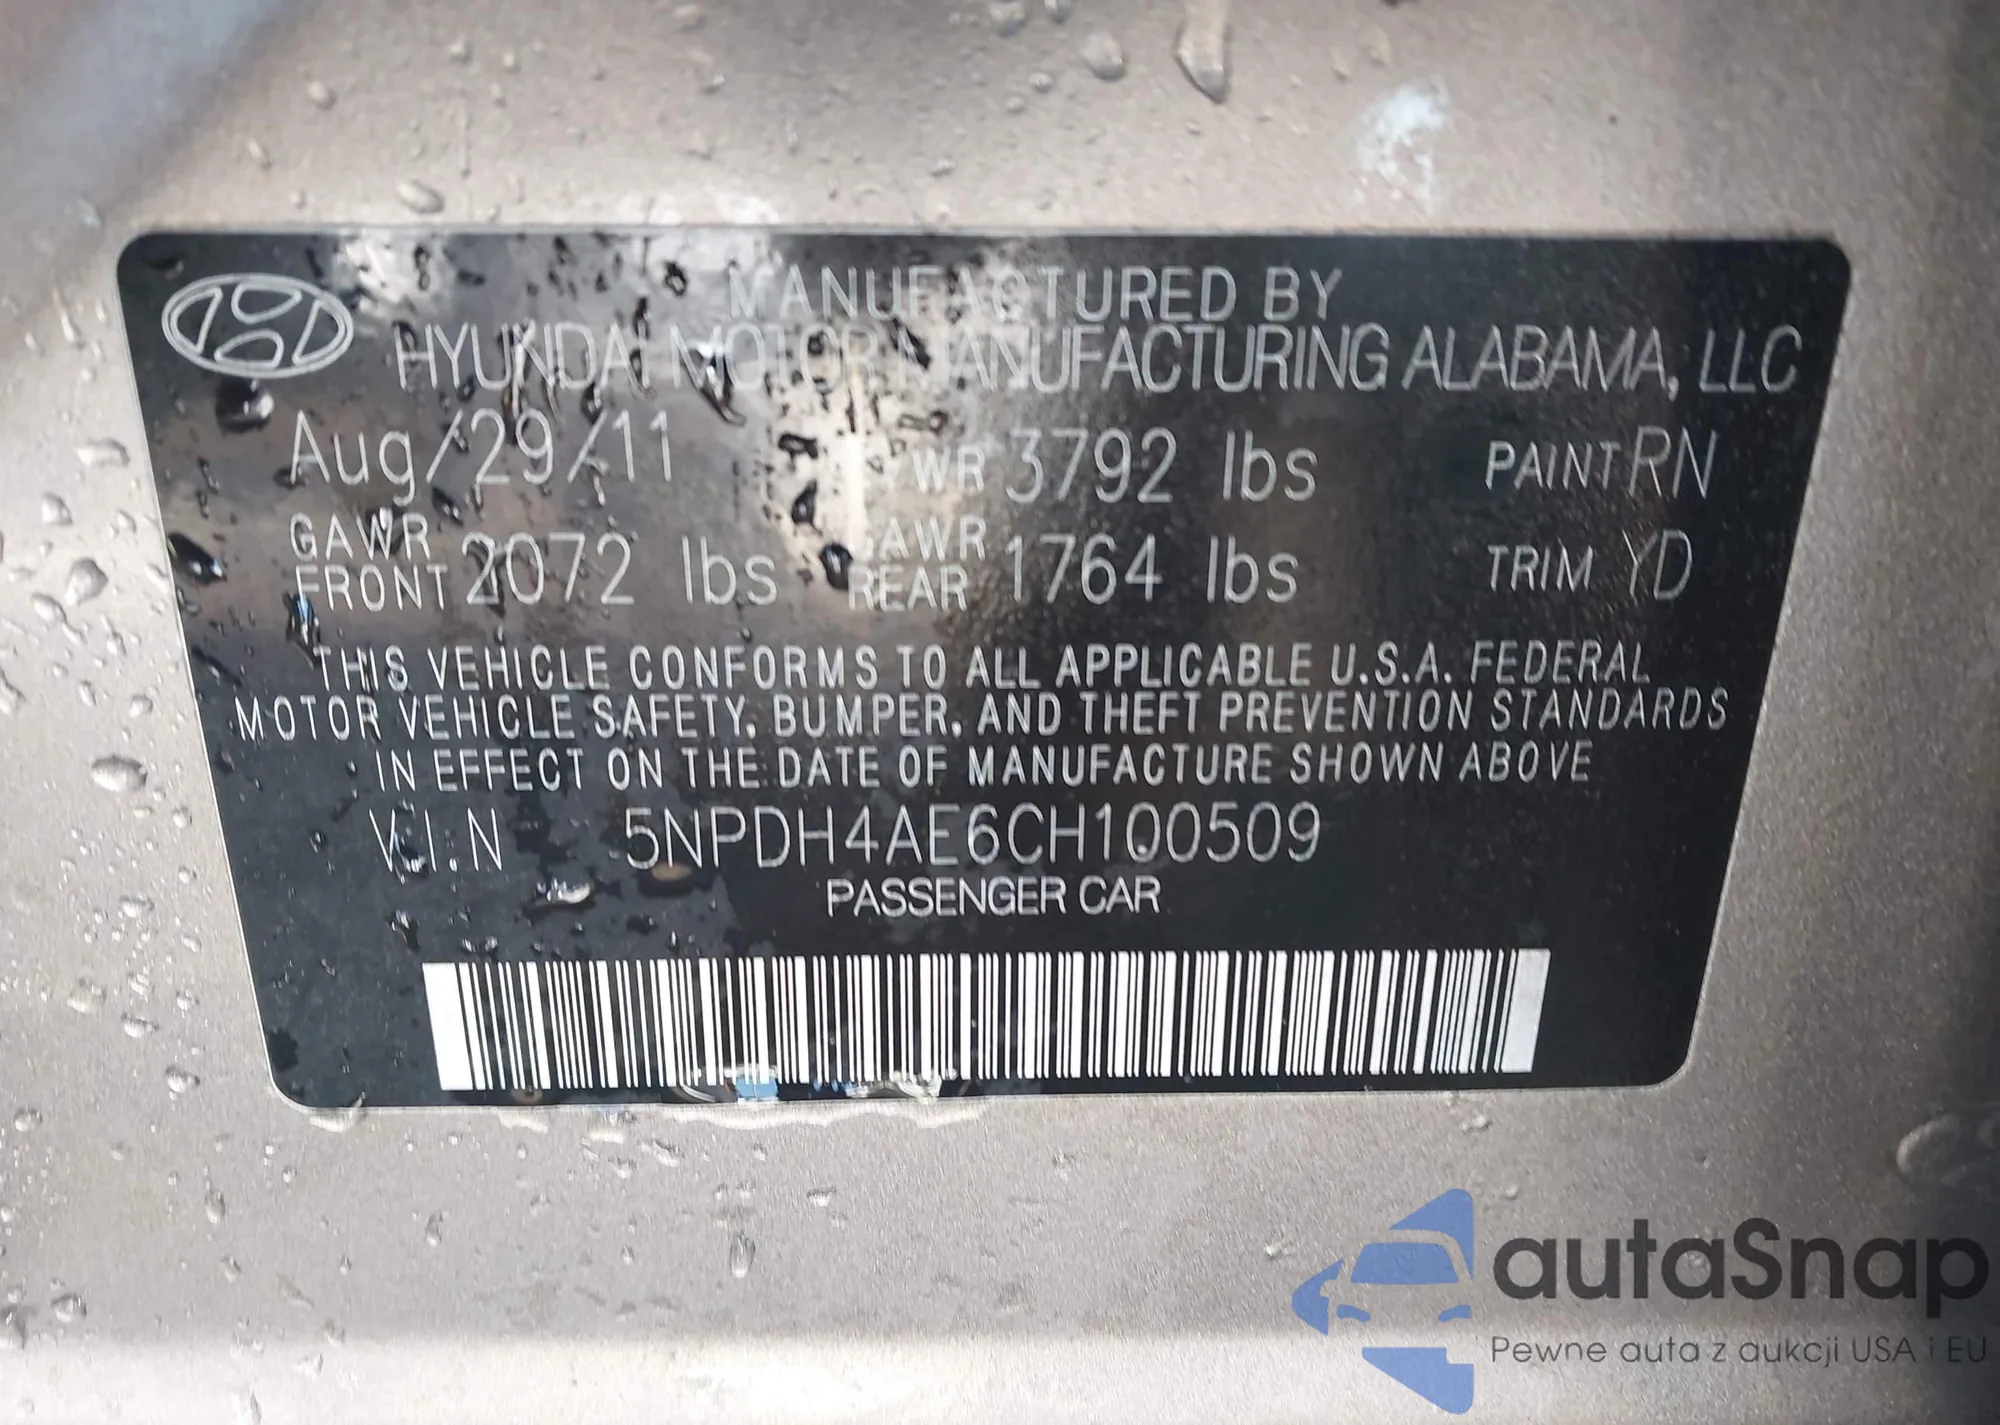 MANUFACTURED BY
HYUNDAI MOTOR MANUFACTURING ALABAMA, LLC
Aug/29/11 GVWR 3792 lbs PAINT RN
GAWR FRONT 2072 lbs GAWR REAR 1764 lbs TRIM YD
THIS VEHICLE CONFORMS TO ALL APPLICABLE U.S.A. FEDERAL
MOTOR VEHICLE SAFETY, BUMPER, AND THEFT PREVENTION STANDARDS
IN EFFECT ON THE DATE OF MANUFACTURE SHOWN ABOVE
V.I.N 5NPDH4AE6CH100509
PASSENGER CAR
autaSnap
Pewne auta z aukcji USA i EU